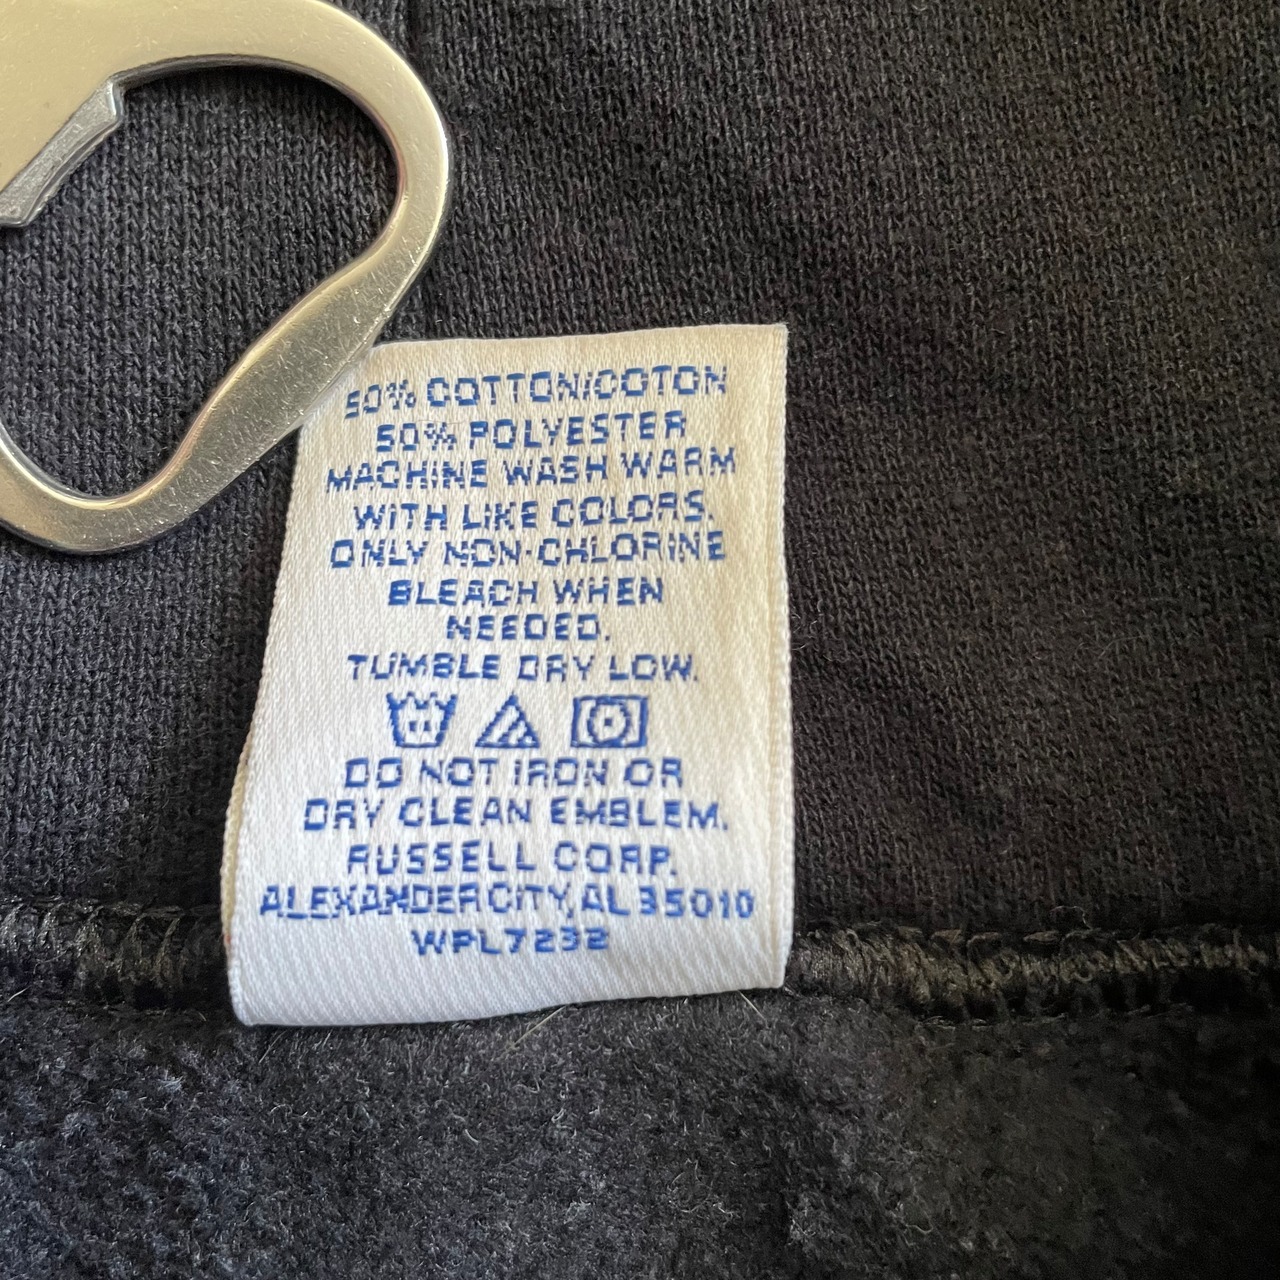 50% COTTON/COTON
50% POLYESTER
MACHINE WASH WARM
WITH LIKE COLORS.
ONLY NON-CHLORINE
BLEACH WHEN
NEEDED.
TUMBLE DRY LOW.
DO NOT IRON OR
DRY CLEAN EMBLEM.
RUSSELL CORP.
ALEXANDER CITY, AL 35010
WPL7232